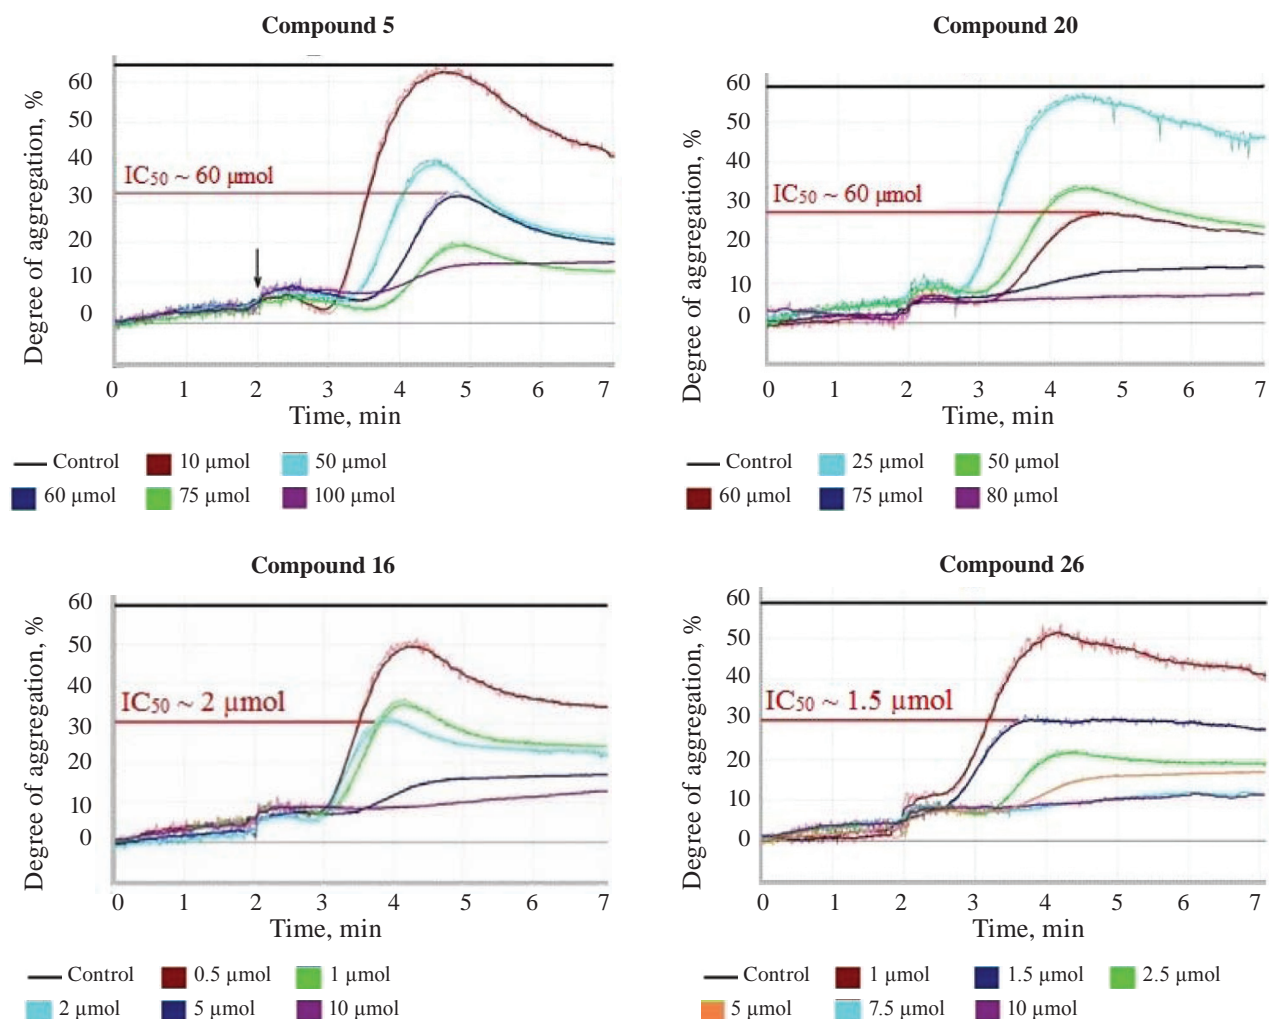 Compound 5
Degree of aggregation, %
60
50
40
30
20
10
0
IC50 ~ 60 µmol
0 1 2 3 4 5 6 7
Time, min
Control 10 µmol 50 µmol
60 µmol 75 µmol 100 µmol
Compound 20
Degree of aggregation, %
60
50
40
30
20
10
0
IC50 ~ 60 µmol
0 1 2 3 4 5 6 7
Time, min
Control 25 µmol 50 µmol
60 µmol 75 µmol 80 µmol
Compound 16
Degree of aggregation, %
60
50
40
30
20
10
0
IC50 ~ 2 µmol
0 1 2 3 4 5 6 7
Time, min
Control 0.5 µmol 1 µmol
2 µmol 5 µmol 10 µmol
Compound 26
Degree of aggregation, %
60
50
40
30
20
10
0
IC50 ~ 1.5 µmol
0 1 2 3 4 5 6 7
Time, min
Control 1 µmol 1.5 µmol 2.5 µmol
5 µmol 7.5 µmol 10 µmol